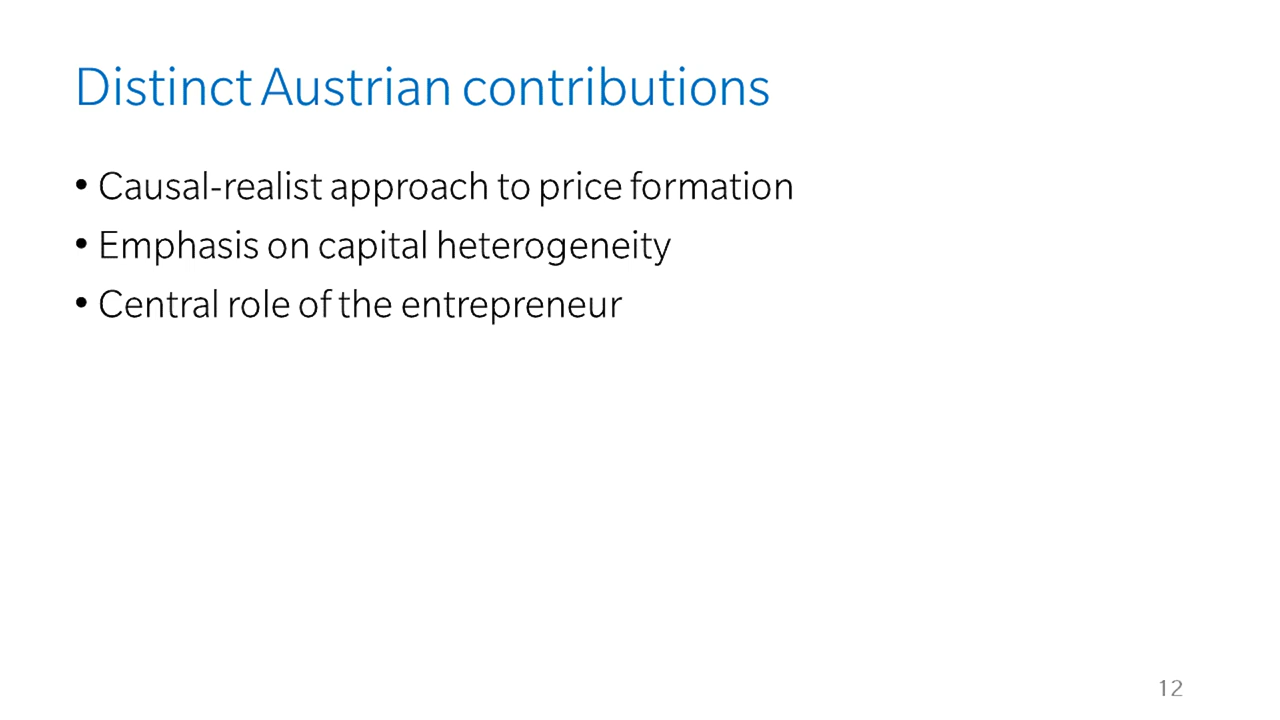 Distinct Austrian contributions
• Causal-realist approach to price formation
• Emphasis on capital heterogeneity
• Central role of the entrepreneur
12